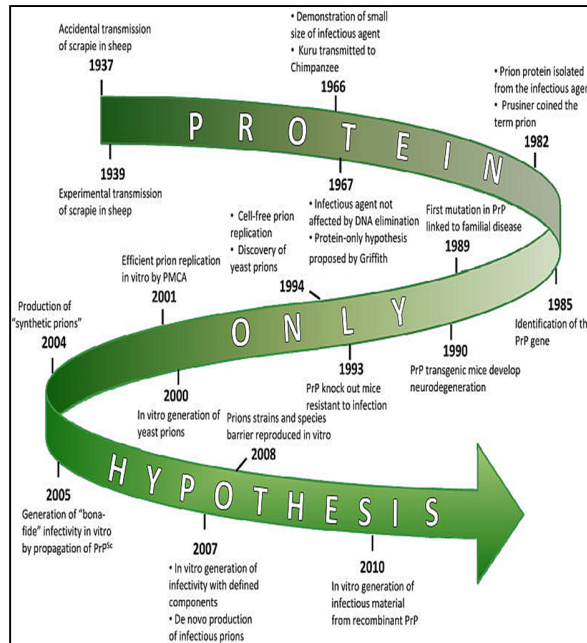 Accidental transmission
of scrapie in sheep
1937
• Demonstration of small
size of infectious agent
• Kuru transmitted to
Chimpanzee
1966
• Prion protein isolated
from the infectious agen
• Prusiner coined the
term prion
1982
PROTEIN
1939
Experimental transmission
of scrapie in sheep
1967
• Infectious agent not
affected by DNA elimination
• Protein-only hypothesis
proposed by Griffith
• Cell-free prion
replication
• Discovery of
yeast prions
1994
First mutation in PrP
linked to familial disease
1989
1985
Identification of the
PrP gene
Efficient prion replication
in vitro by PMCA
2001
Production of
"synthetic prions"
2004
ONLY
1990
PrP transgenic mice develop
neurodegeneration
1993
PrP knock out mice
resistant to infection
2000
In vitro generation of
yeast prions
Prions strains and species
barrier reproduced in vitro
2008
HYPOTHESIS
2005
Generation of "bona-
fide" infectivity in vitro
by propagation of PrPSc
2007
• In vitro generation of
infectivity with defined
components
• De novo production
of infectious prions
2010
In vitro generation of
infectious material
from recombinant PrP